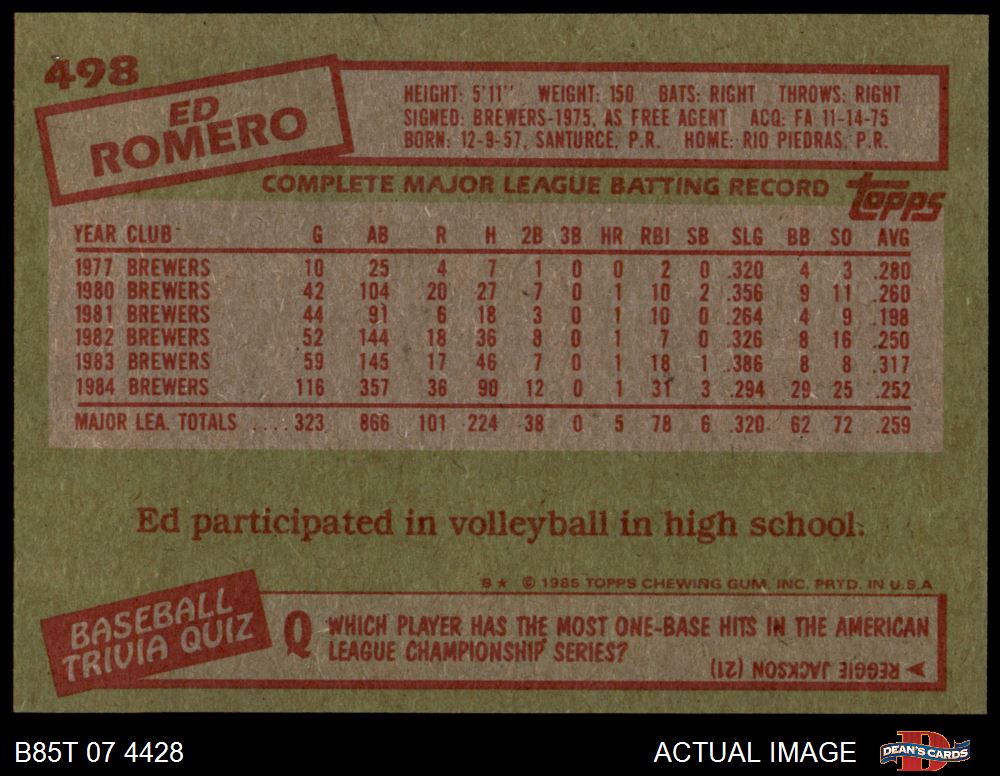 498
ED
ROMERO
HEIGHT: 5'11" WEIGHT: 150 BATS: RIGHT THROWS: RIGHT
SIGNED: BREWERS-1975, AS FREE AGENT ACQ: FA 11-14-75
BORN: 12-9-57, SANTURCE, P.R. HOME: RIO PIEDRAS, P.R.
COMPLETE MAJOR LEAGUE BATTING RECORD topps
YEAR CLUB G AB R H 2B 3B HR RBI SB SLG BB SO AVG
1977 BREWERS 10 25 4 7 1 0 0 2 0 .320 4 3 .280
1980 BREWERS 42 104 20 27 7 0 1 10 2 .356 9 11 .260
1981 BREWERS 44 91 6 18 3 0 1 10 0 .264 4 9 .198
1982 BREWERS 52 144 18 36 8 0 1 7 0 .326 8 16 .250
1983 BREWERS 59 145 17 46 7 0 1 18 1 .386 8 8 .317
1984 BREWERS 116 357 36 90 12 0 1 31 3 .294 29 25 .252
MAJOR LEA. TOTALS .... 323 866 101 224 38 0 5 78 6 .320 62 72 .259
Ed participated in volleyball in high school.
B★ © 1985 TOPPS CHEWING GUM, INC. PRTD. IN U.S.A
BASEBALL
TRIVIA QUIZ
Q WHICH PLAYER HAS THE MOST ONE-BASE HITS IN THE AMERICAN
LEAGUE CHAMPIONSHIP SERIES?
➤ REGGIE JACKSON (21)
B85T 07 4428
ACTUAL IMAGE
D
DEAN'S CARDS